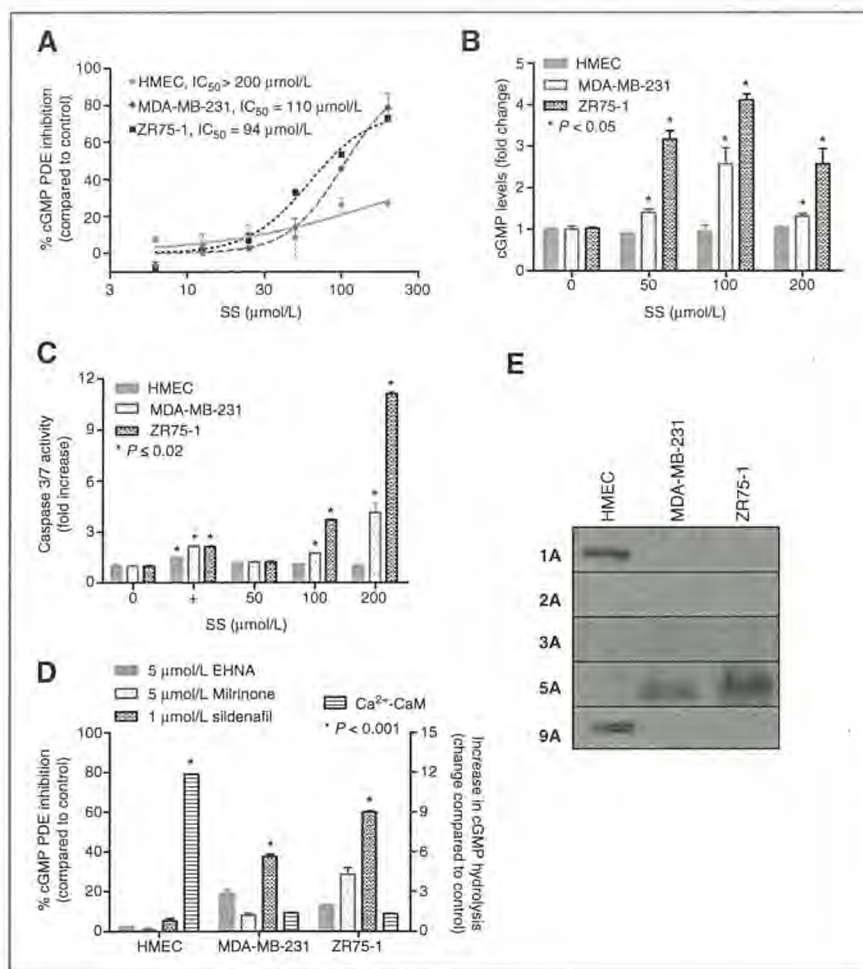 A
% cGMP PDE inhibition
(compared to control)
100
80
60
40
20
0
HMEC, IC50 > 200 μmol/L
MDA-MB-231, IC50 = 110 μmol/L
ZR75-1, IC50 = 94 μmol/L
3
10
30
100
300
SS (μmol/L)
B
cGMP levels (fold change)
5
4
3
2
1
0
HMEC
MDA-MB-231
ZR75-1
* P < 0.05
*
*
*
*
*
*
0
50
100
200
SS (μmol/L)
C
Caspase 3/7 activity
(fold increase)
12
9
6
3
0
HMEC
MDA-MB-231
ZR75-1
* P ≤ 0.02
*
*
*
*
*
*
*
0
+
50
100
200
SS (μmol/L)
D
5 μmol/L EHNA
5 μmol/L Milrinone
1 μmol/L sildenafil
Ca2+-CaM
* P < 0.001
% cGMP PDE inhibition
(compared to control)
100
80
60
40
20
0
*
*
*
15
12
9
6
3
0
Increase in cGMP hydrolysis
(change compared to control)
HMEC
MDA-MB-231
ZR75-1
E
HMEC
MDA-MB-231
ZR75-1
1A
2A
3A
5A
9A